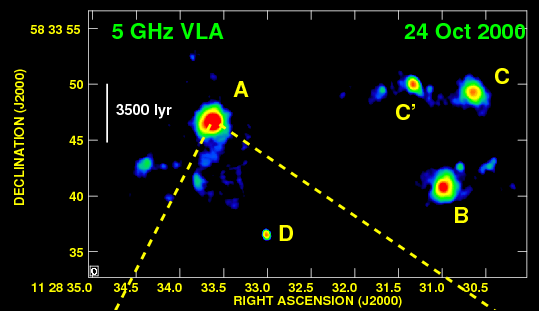 5 GHz VLA
24 Oct 2000
58 33 55
50
45
40
35
DECLINATION (J2000)
3500 lyr
A
C
C'
B
D
11 28 35.0 34.5 34.0 33.5 33.0 32.5 32.0 31.5 31.0 30.5
RIGHT ASCENSION (J2000)